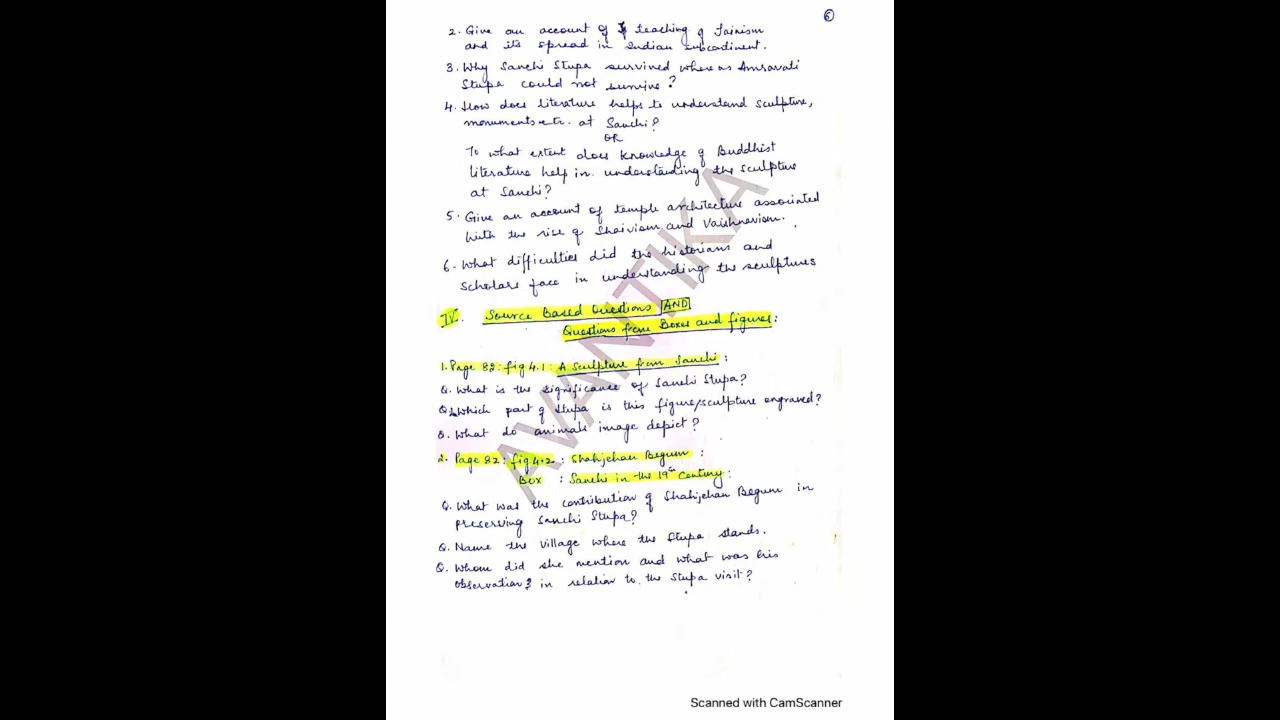 6
2. Give an account of teaching of Jainism
and its spread in Indian subcontinent.
3. Why Sanchi Stupa survived where as Amravati
Stupa could not survive?
4. How does literature helps to understand sculpture,
monuments etc. at Sanchi?
OR
To what extent does knowledge of Buddhist
literature help in understanding the sculpture
at Sanchi?
5. Give an account of temple architecture associated
with the rise of Shaivism and Vaishnavism.
6. What difficulties did the historians and
Scholars face in understanding the sculptures
IV. Source Based Questions AND
Questions from Boxes and figures:
1. Page 82: fig 4.1: A Sculpture from Sanchi:
Q. What is the significance of Sanchi Stupa?
Q. Which part of Stupa is this figure/sculpture engraved?
Q. What do animals image depict?
2. Page 82: fig 4.2: Shahjehan Begum:
Box: Sanchi in the 19th Century:
Q. What was the contribution of Shahjehan Begum in
preserving Sanchi Stupa?
Q. Name the village where the Stupa stands.
Q. Whom did she mention and what was his
observation? in relation to the Stupa visit?
AVANTIKA
Scanned with CamScanner